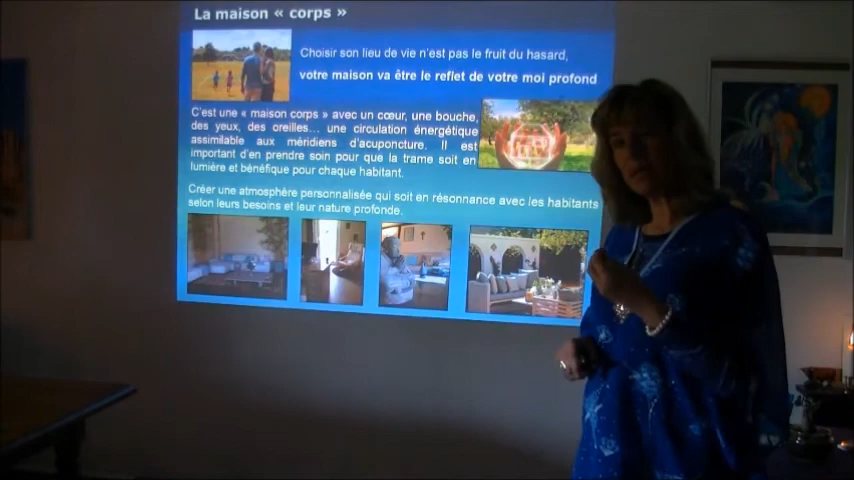 La maison « corps »
Choisir son lieu de vie n'est pas le fruit du hasard,
votre maison va être le reflet de votre moi profond
C'est une « maison corps » avec un cœur, une bouche,
des yeux, des oreilles... une circulation énergétique
assimilable aux méridiens d'acupuncture. Il est
important d'en prendre soin pour que la trame soit en
lumière et bénéfique pour chaque habitant.
Créer une atmosphère personnalisée qui soit en résonnance avec les habitants
selon leurs besoins et leur nature profonde.